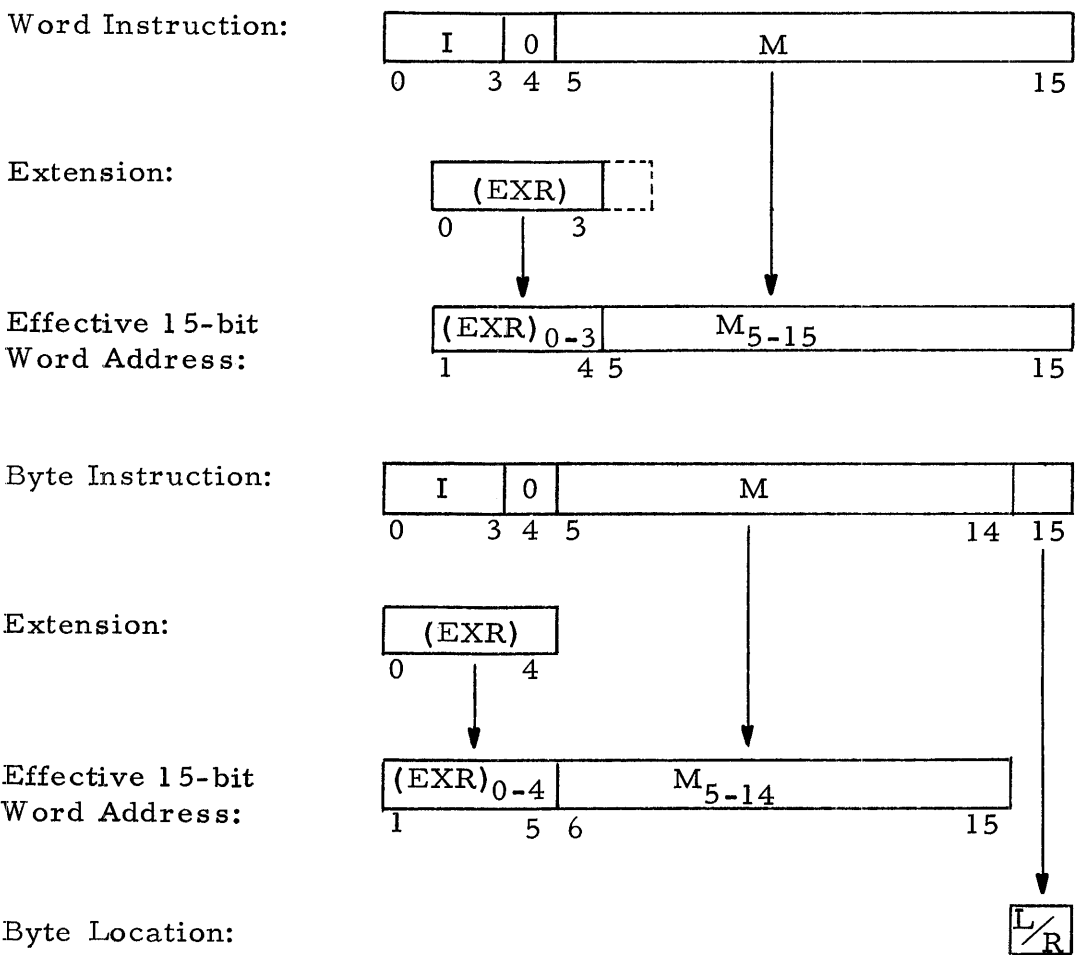 Word Instruction:
I 0 M
0 3 4 5 15
Extension:
(EXR)
0 3
Effective 15-bit
Word Address:
(EXR)0-3 M5-15
1 4 5 15
Byte Instruction:
I 0 M
0 3 4 5 14 15
Extension:
(EXR)
0 4
Effective 15-bit
Word Address:
(EXR)0-4 M5-14
1 5 6 15
Byte Location:
L/R